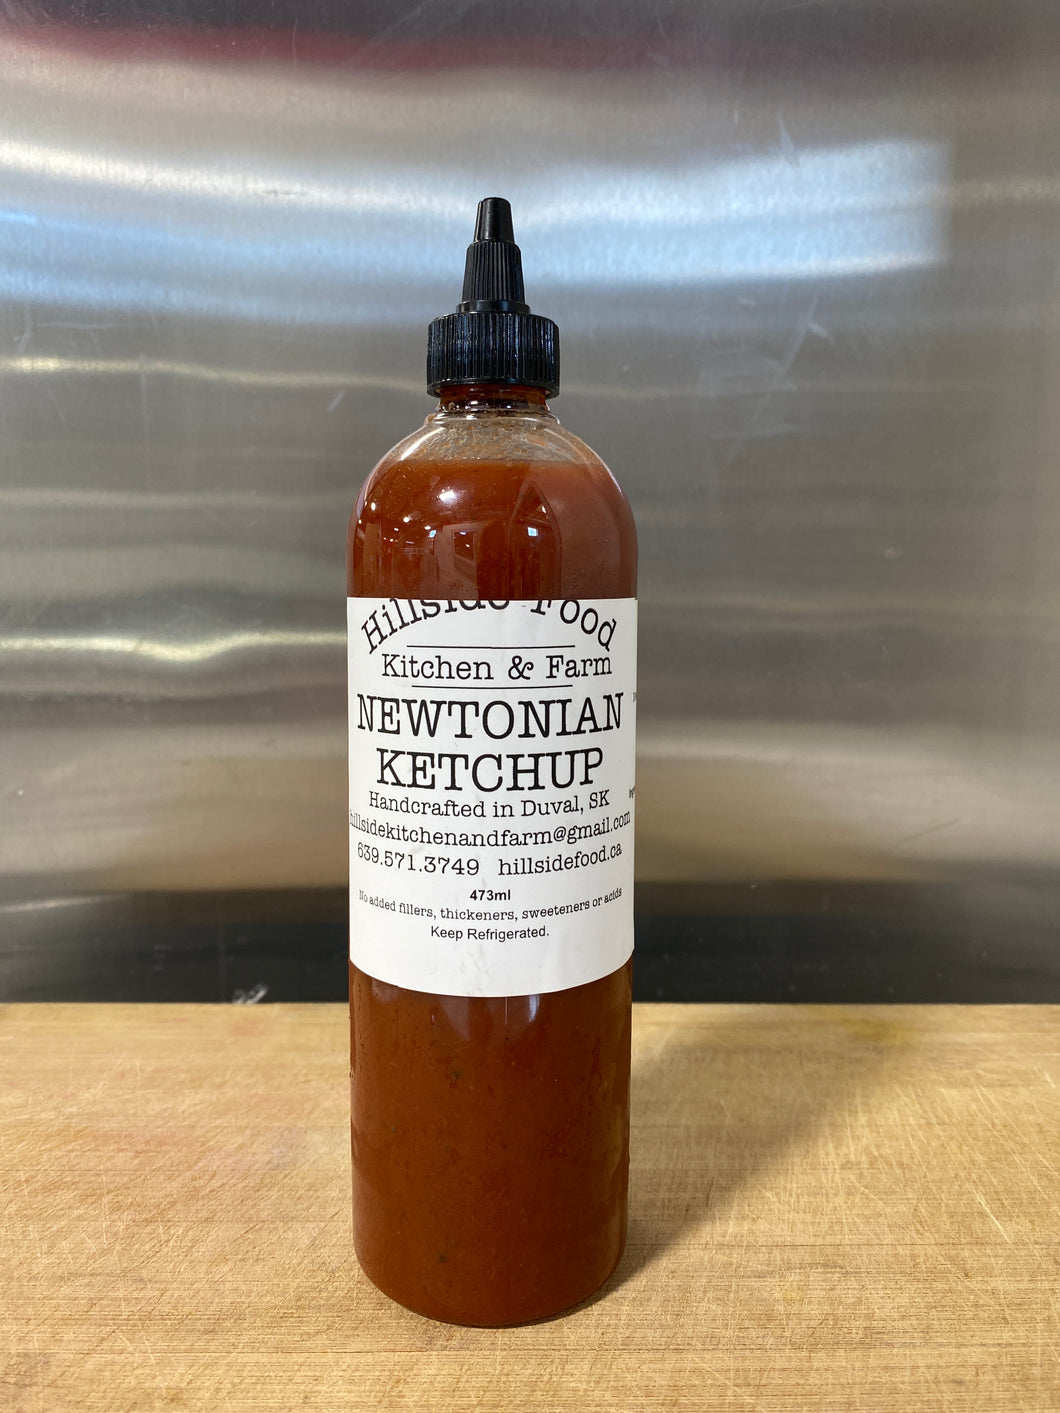 Hillside Food
Kitchen & Farm
NEWTONIAN
KETCHUP
Handcrafted in Duval, SK
hillsidekitchenandfarm@gmail.com
639.571.3749 hillsidefood.ca
473ml
No added fillers, thickeners, sweeteners or acids
Keep Refrigerated.